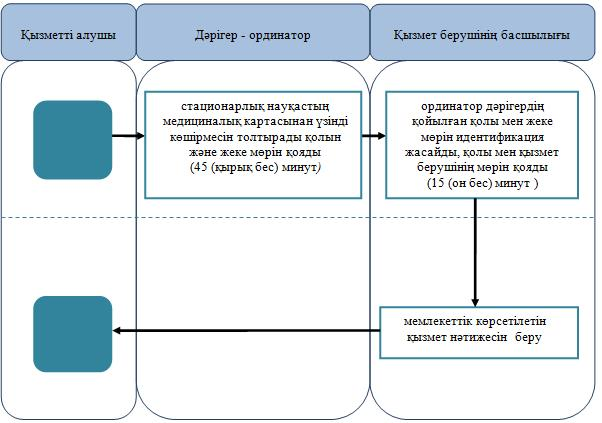 Қызметті алушы
Дәрігер - ординатор
Қызмет берушінің басшылығы
стационарлық науқастың
медициналық картасынан үзінді
көшірмесін толтырады қолын
және жеке мөрін қояды
(45 (қырық бес) минут)
ординатор дәрігердің
қойылған қолы мен жеке
мөрін идентификация
жасайды, қолы мен қызмет
берушінің мөрін қояды
(15 (он бес) минут )
мемлекеттік көрсетілетін
қызмет нәтижесін беру